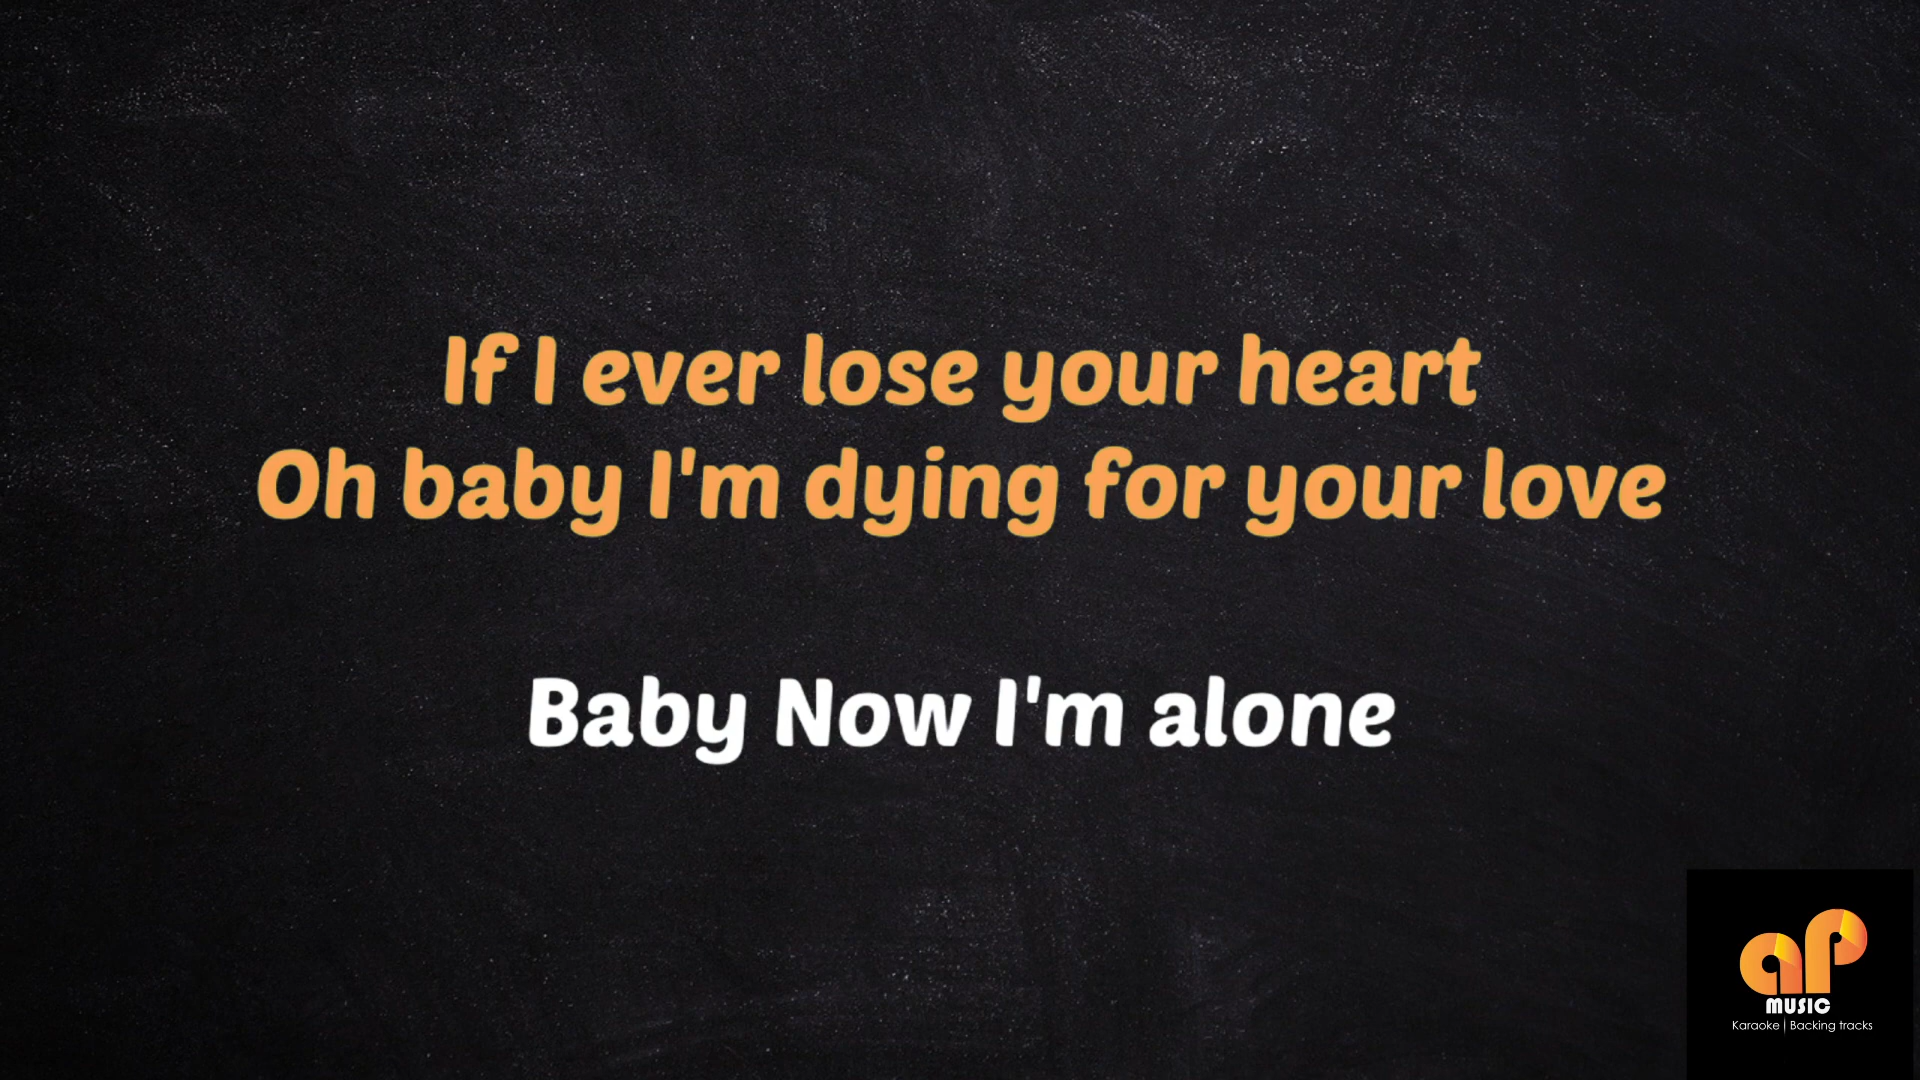 If I ever lose your heart
Oh baby I'm dying for your love
Baby Now I'm alone
aP
MUSIC
Karaoke | Backing tracks